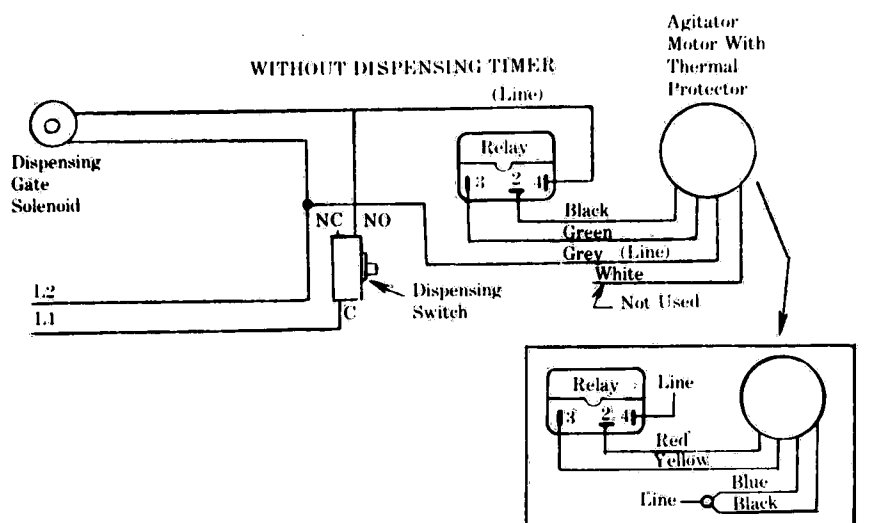 Agitator
Motor With
Thermal
Protector
WITHOUT DISPENSING TIMER
(Line)
Relay
3 2 4
Dispensing
Gate
Solenoid
Black
Green
Grey (Line)
White
Not Used
NC NO
Dispensing
Switch
C
L2
L1
Relay
Line
3 2 4
Red
Yellow
Blue
Line
Black